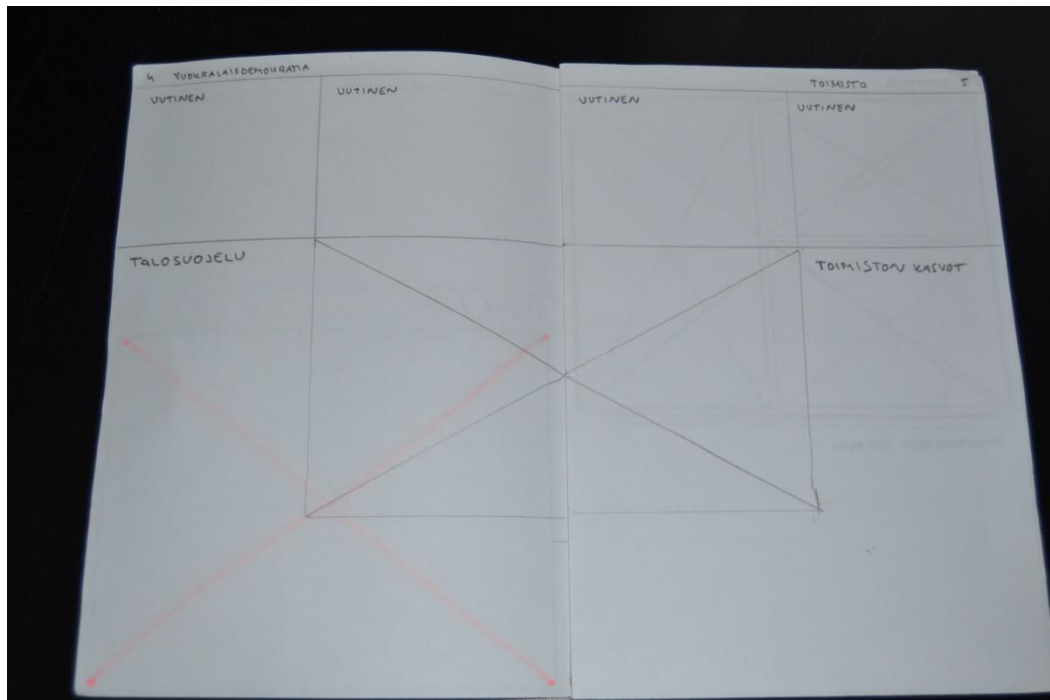 4 VUOKRALAISDEMOKRATIA
UUTINEN
UUTINEN
TALOSUOJELU
TOIMISTO 5
UUTINEN
UUTINEN
TOIMISTON KASVOT